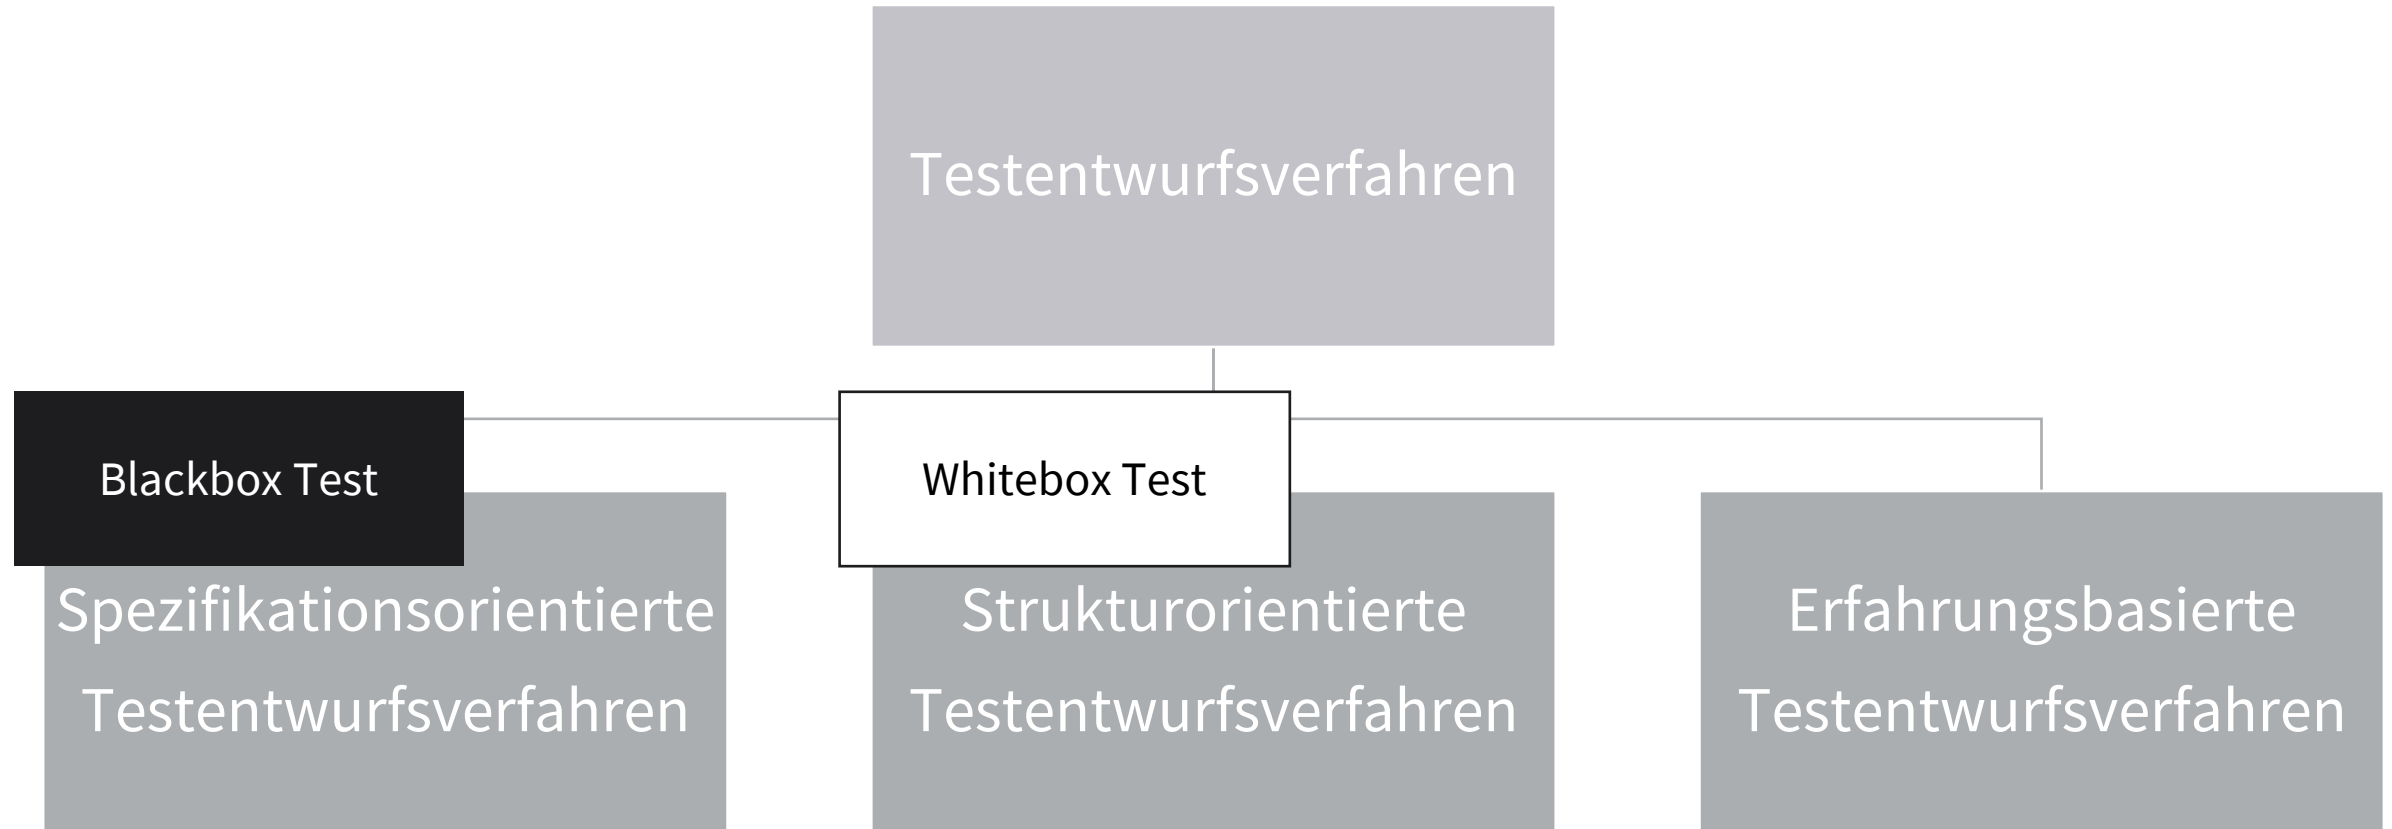 Testentwurfsverfahren
Blackbox Test
Whitebox Test
Spezifikationsorientierte
Testentwurfsverfahren
Strukturorientierte
Testentwurfsverfahren
Erfahrungsbasierte
Testentwurfsverfahren